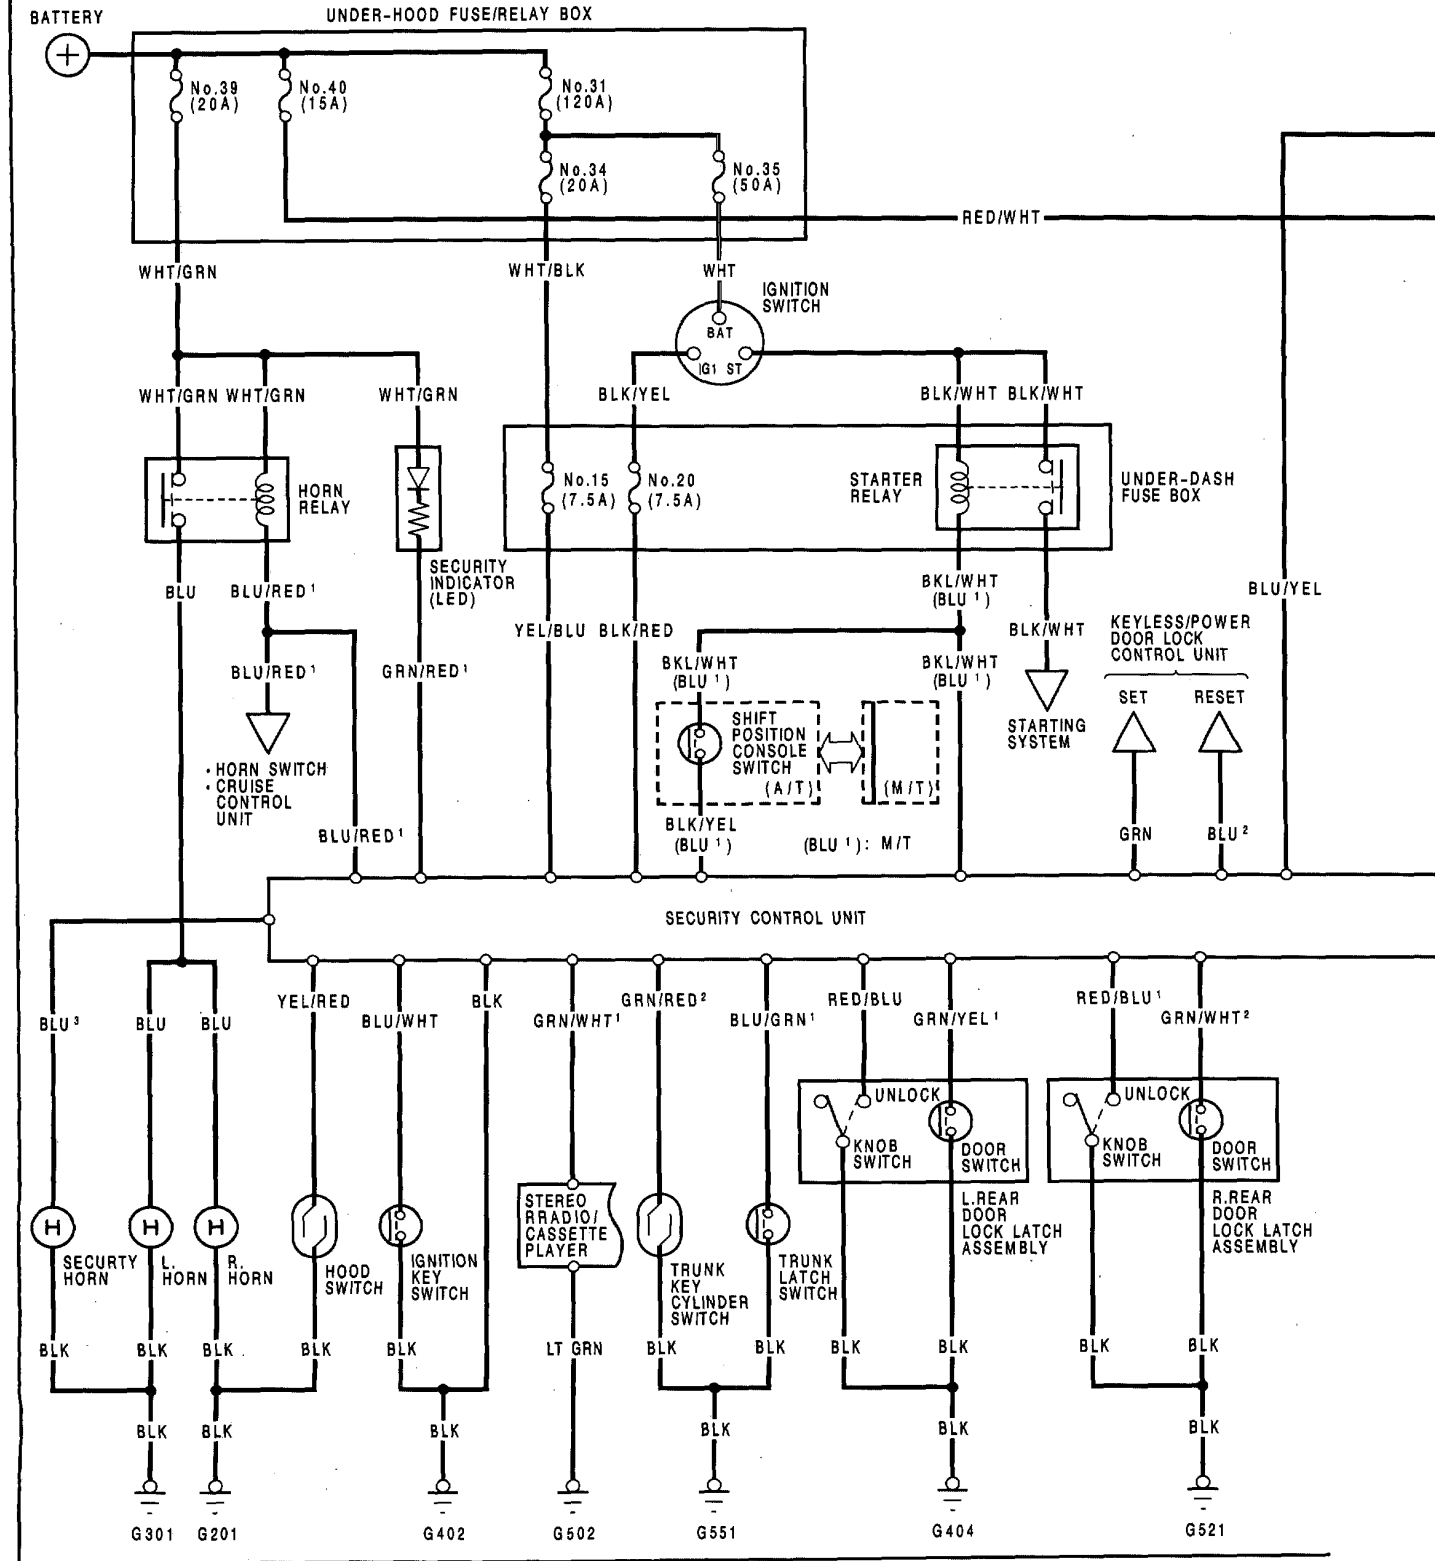 BATTERY
UNDER-HOOD FUSE/RELAY BOX
+
No.39
(20A)
No.40
(15A)
No.31
(120A)
No.34
(20A)
No.35
(50A)
RED/WHT
WHT/GRN
WHT/BLK
WHT
IGNITION
SWITCH
BAT
IG1 ST
WHT/GRN
WHT/GRN
WHT/GRN
BLK/YEL
BLK/WHT
BLK/WHT
HORN
RELAY
No.15
(7.5A)
No.20
(7.5A)
STARTER
RELAY
UNDER-DASH
FUSE BOX
SECURITY
INDICATOR
(LED)
BLU
BLU/RED¹
BKL/WHT
(BLU ¹)
BLU/YEL
YEL/BLU
BLK/RED
BLK/WHT
KEYLESS/POWER
DOOR LOCK
CONTROL UNIT
BLU/RED¹
GRN/RED¹
BKL/WHT
(BLU ¹)
BKL/WHT
(BLU ¹)
SET
RESET
SHIFT
POSITION
CONSOLE
SWITCH
(A/T)
(M/T)
STARTING
SYSTEM
• HORN SWITCH
• CRUISE
CONTROL
UNIT
BLU/RED¹
BLK/YEL
(BLU ¹)
(BLU ¹): M/T
GRN
BLU²
SECURITY CONTROL UNIT
BLU³
BLU
BLU
YEL/RED
BLU/WHT
BLK
GRN/WHT¹
GRN/RED²
BLU/GRN¹
RED/BLU
GRN/YEL¹
RED/BLU¹
GRN/WHT²
UNLOCK
KNOB
SWITCH
DOOR
SWITCH
UNLOCK
KNOB
SWITCH
DOOR
SWITCH
L.REAR
DOOR
LOCK LATCH
ASSEMBLY
R.REAR
DOOR
LOCK LATCH
ASSEMBLY
H
SECURTY
HORN
H
L.
HORN
H
R.
HORN
HOOD
SWITCH
IGNITION
KEY
SWITCH
STEREO
RRADIO/
CASSETTE
PLAYER
TRUNK
KEY
CYLINDER
SWITCH
TRUNK
LATCH
SWITCH
BLK
BLK
BLK
BLK
BLK
LT GRN
BLK
BLK
BLK
BLK
BLK
BLK
BLK
BLK
BLK
BLK
BLK
BLK
G301
G201
G402
G502
G551
G404
G521